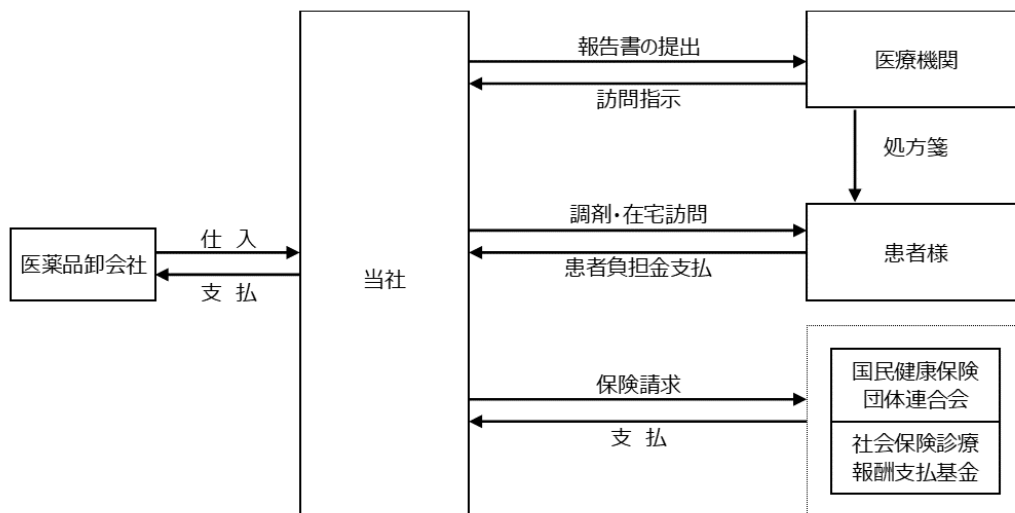 報告書の提出
医療機関
訪問指示
処方箋
調剤・在宅訪問
患者様
患者負担金支払
仕 入
医薬品卸会社
支 払
当社
保険請求
支 払
国民健康保険
団体連合会
社会保険診療
報酬支払基金